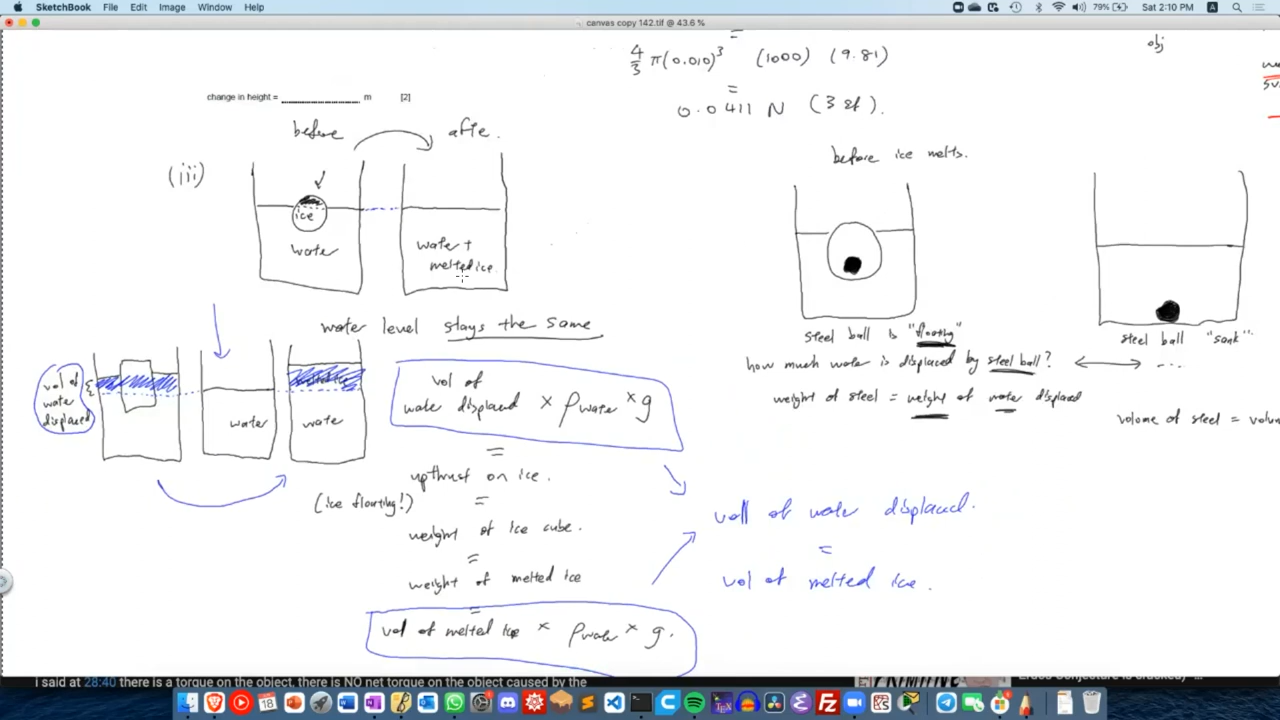 SketchBook File Edit Image Window Help
79% Sat 2:10 PM
canvas copy 142.tif @ 43.6 %
4/3 π(0.010)³ (1000) (9.81)
=
0.0411 N (3 sf).
obj
change in height = m [2]
before afte.
(iii)
ice
water
water +
melted ice.
water level stays the same
vol of
water
displaced
water
water
vol of
water displaced × ρwater × g
=
upthrust on ice.
(ice floating!)
=
weight of ice cube.
=
weight of melted ice
=
vol of melted ice × ρwater × g.
voll of water displaced.
=
vol of melted ice.
before ice melts.
steel ball is "floating"
how much water is displaced by steel ball?
weight of steel = weight of water displaced
steel ball "sank"
...
volume of steel = volum
i said at 28:40 there is a torque on the object, there is NO net torque on the object caused by the